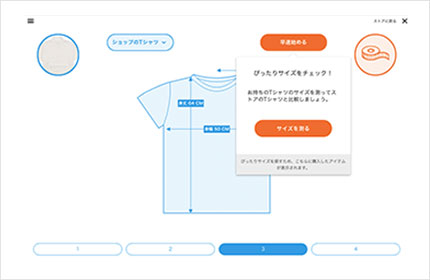 ストアに戻る
ショップのTシャツ
早速始める
ぴったりサイズをチェック！
お持ちのTシャツのサイズを測ってス
トアのTシャツと比較しましょう。
サイズを測る
ぴったりサイズを探すため、こちらに購入したアイテム
が表示されます。
着丈 64 CM
身幅 50 CM
1
2
3
4